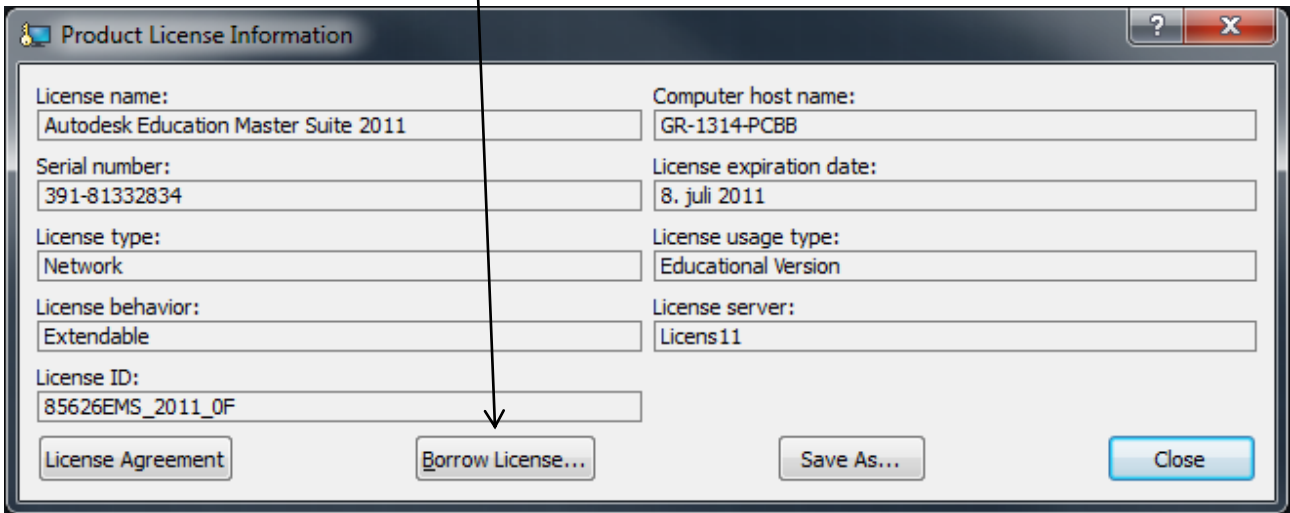 Product License Information
License name:
Autodesk Education Master Suite 2011
Computer host name:
GR-1314-PCBB
Serial number:
391-81332834
License expiration date:
8. juli 2011
License type:
Network
License usage type:
Educational Version
License behavior:
Extendable
License server:
Licens11
License ID:
85626EMS_2011_0F
License Agreement
Borrow License...
Save As...
Close